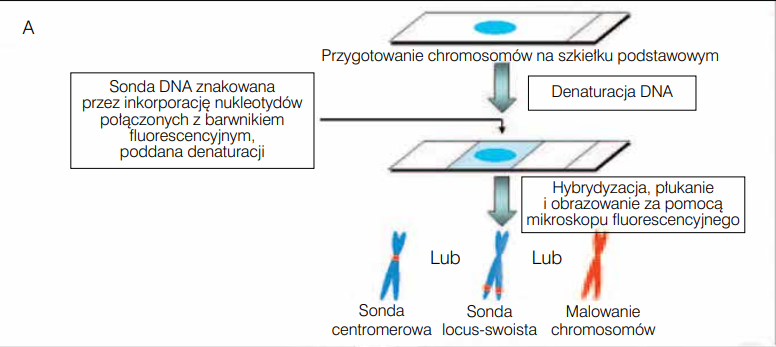 A
Przygotowanie chromosomów na szkiełku podstawowym
Sonda DNA znakowana
przez inkorporację nukleotydów
połączonych z barwnikiem
fluorescencyjnym,
poddana denaturacji
Denaturacja DNA
Hybrydyzacja, płukanie
i obrazowanie za pomocą
mikroskopu fluorescencyjnego
Lub
Lub
Sonda
centromerowa
Sonda
locus-swoista
Malowanie
chromosomów